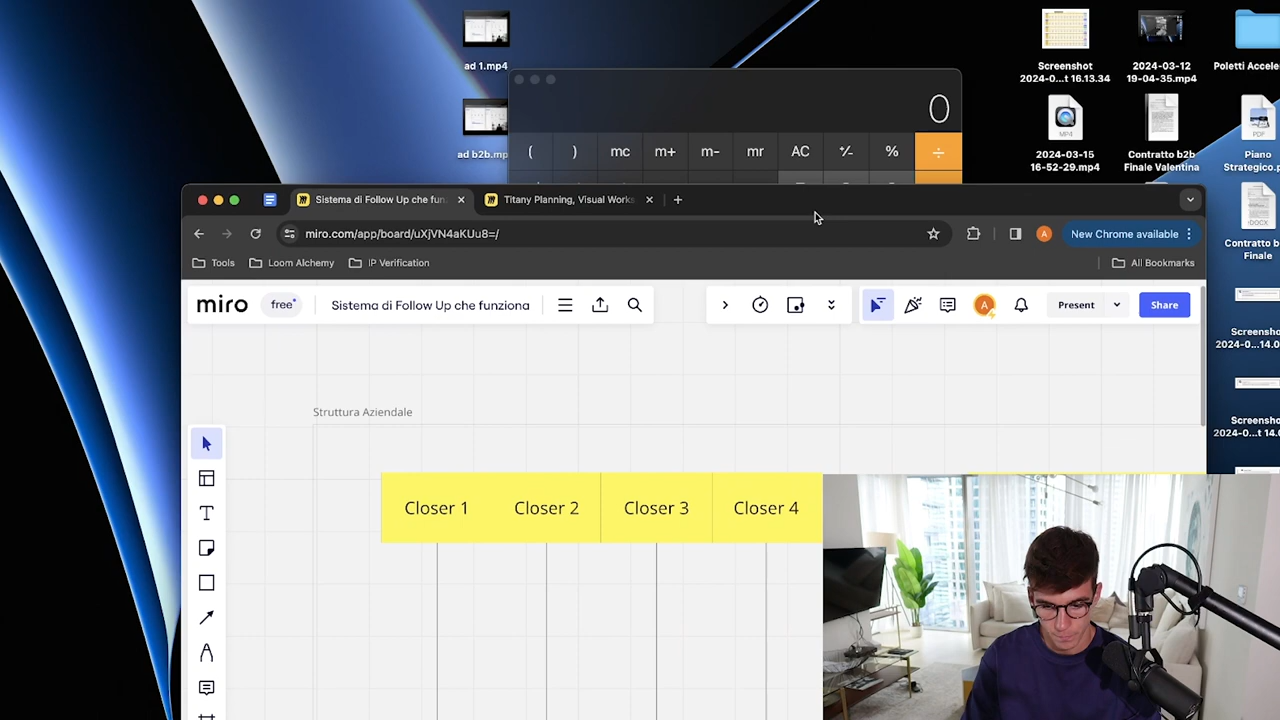 ad 1.mp4
ad b2b.mp
Screenshot
2024-0...t 16.13.34
2024-03-12
19-04-35.mp4
Poletti Accele
MP4
2024-03-15
16-52-29.mp4
Contratto b2b
Finale Valentina
PDF
Piano
Strategico.p
DOCX
Contratto b
Finale
Screensho
2024-0...14.0
Screensho
2024-0...t 14.0
0
( ) mc m+ m- mr AC +/- % ÷
Sistema di Follow Up che fun
Titany Planning, Visual Works
miro.com/app/board/uXjVN4aKUu8=/
A
New Chrome available
Tools
Loom Alchemy
IP Verification
All Bookmarks
miro
free
Sistema di Follow Up che funziona
A
Present
Share
Struttura Aziendale
Closer 1
Closer 2
Closer 3
Closer 4